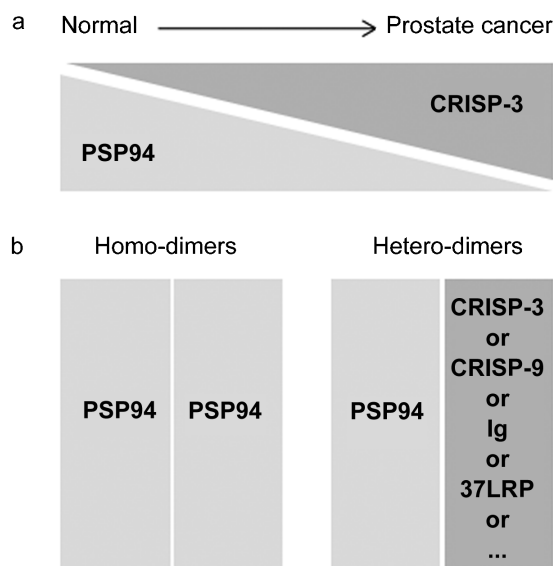 a Normal Prostate cancer
CRISP-3
PSP94
b Homo-dimers Hetero-dimers
PSP94 PSP94 PSP94
CRISP-3
or
CRISP-9
or
Ig
or
37LRP
or
...